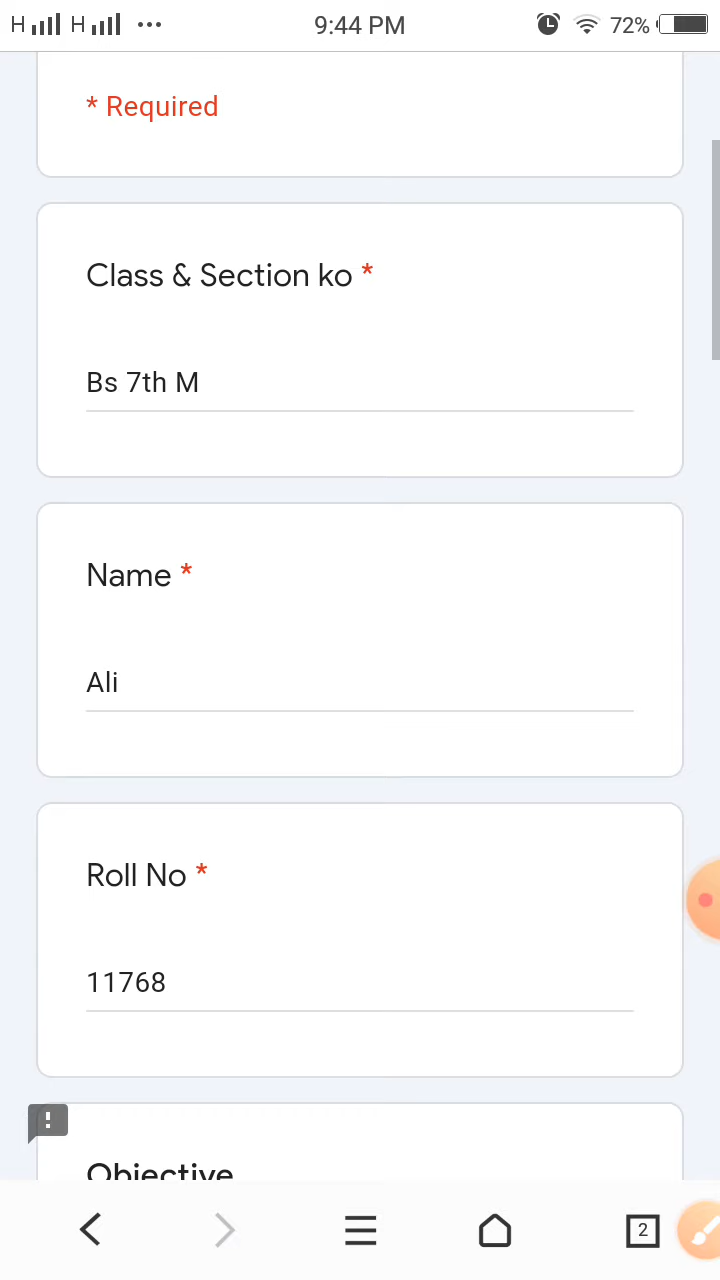 H H ••• 9:44 PM 72%
* Required
Class & Section ko *
Bs 7th M
Name *
Ali
Roll No *
11768
!
Objective
2